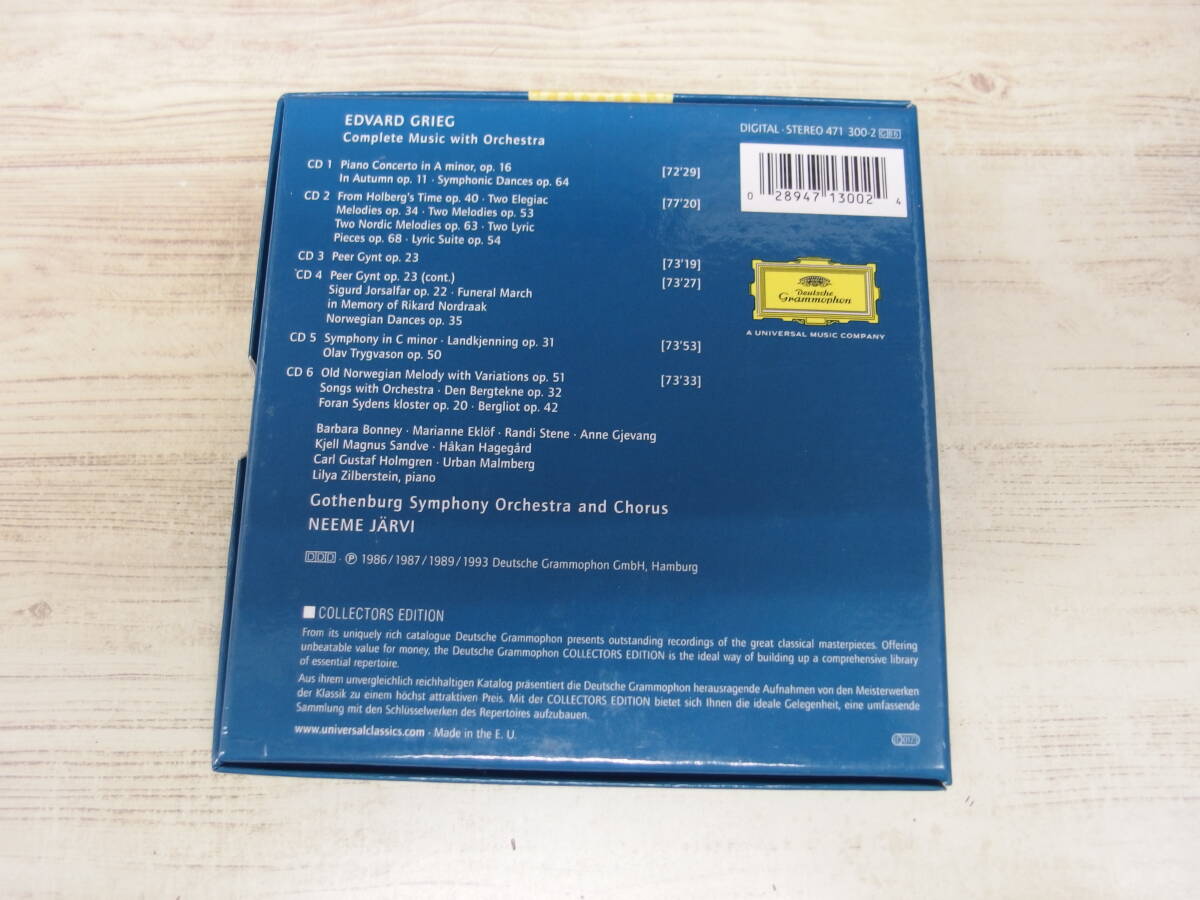 EDVARD GRIEG
Complete Music with Orchestra
DIGITAL · STEREO 471 300-2 GB6
CD 1 Piano Concerto in A minor, op. 16 [72'29]
In Autumn op. 11 · Symphonic Dances op. 64
CD 2 From Holberg's Time op. 40 · Two Elegiac [77'20]
Melodies op. 34 · Two Melodies op. 53
Two Nordic Melodies op. 63 · Two Lyric
Pieces op. 68 · Lyric Suite op. 54
CD 3 Peer Gynt op. 23 [73'19]
CD 4 Peer Gynt op. 23 (cont.) [73'27]
Sigurd Jorsalfar op. 22 · Funeral March
in Memory of Rikard Nordraak
Norwegian Dances op. 35
CD 5 Symphony in C minor · Landkjenning op. 31 [73'53]
Olav Trygvason op. 50
CD 6 Old Norwegian Melody with Variations op. 51 [73'33]
Songs with Orchestra · Den Bergtekne op. 32
Foran Sydens kloster op. 20 · Bergliot op. 42
0 28947 13002 4
Deutsche
Grammophon
A UNIVERSAL MUSIC COMPANY
Barbara Bonney · Marianne Eklöf · Randi Stene · Anne Gjevang
Kjell Magnus Sandve · Håkan Hagegård
Carl Gustaf Holmgren · Urban Malmberg
Lilya Zilberstein, piano
Gothenburg Symphony Orchestra and Chorus
NEEME JÄRVI
DDD · ℗ 1986/1987/1989/1993 Deutsche Grammophon GmbH, Hamburg
COLLECTORS EDITION
From its uniquely rich catalogue Deutsche Grammophon presents outstanding recordings of the great classical masterpieces. Offering
unbeatable value for money, the Deutsche Grammophon COLLECTORS EDITION is the ideal way of building up a comprehensive library
of essential repertoire.
Aus ihrem unvergleichlich reichhaltigen Katalog präsentiert die Deutsche Grammophon herausragende Aufnahmen von den Meisterwerken
der Klassik zu einem höchst attraktiven Preis. Mit der COLLECTORS EDITION bietet sich Ihnen die ideale Gelegenheit, eine umfassende
Sammlung mit den Schlüsselwerken des Repertoires aufzubauen.
www.universalclassics.com · Made in the E. U.